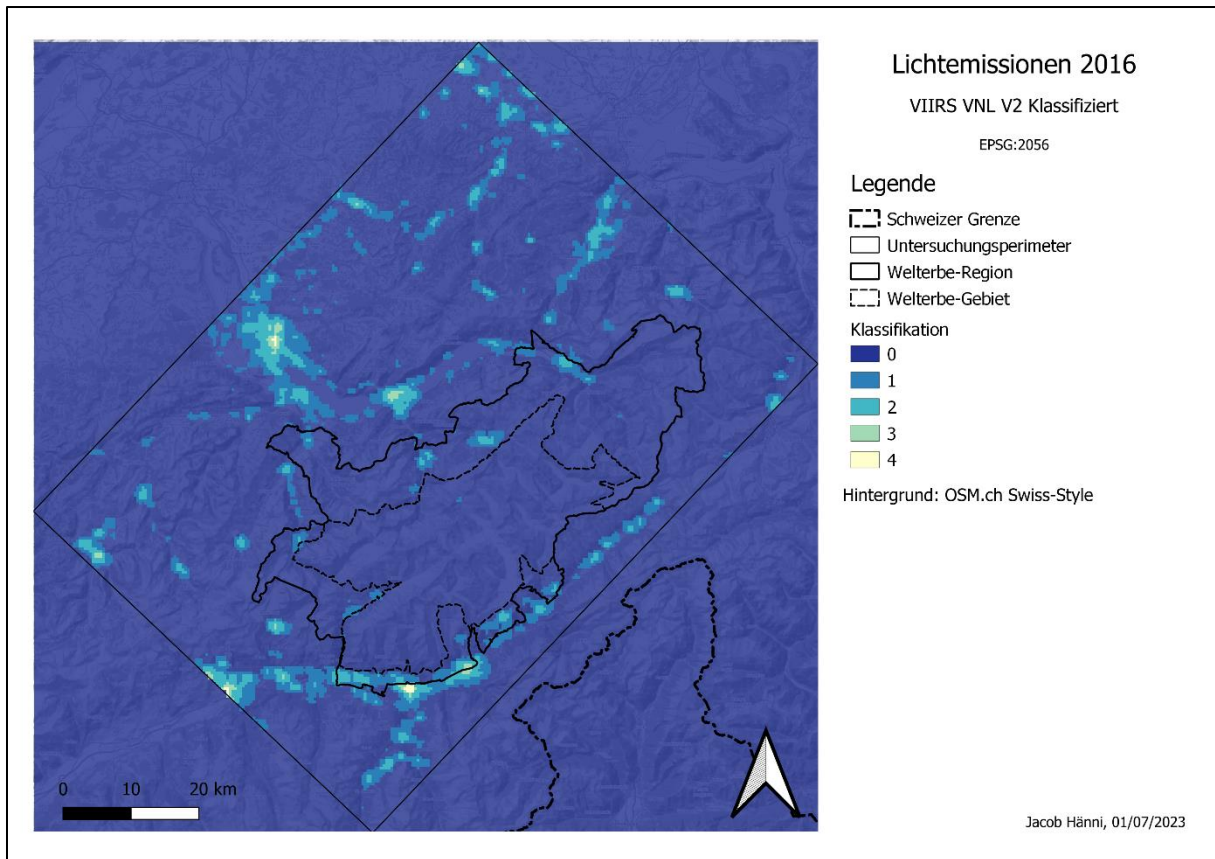 Lichtemissionen 2016
VIIRS VNL V2 Klassifiziert
EPSG:2056
Legende
Schweizer Grenze
Untersuchungsperimeter
Welterbe-Region
Welterbe-Gebiet
Klassifikation
0
1
2
3
4
Hintergrund: OSM.ch Swiss-Style
0 10 20 km
Jacob Hänni, 01/07/2023